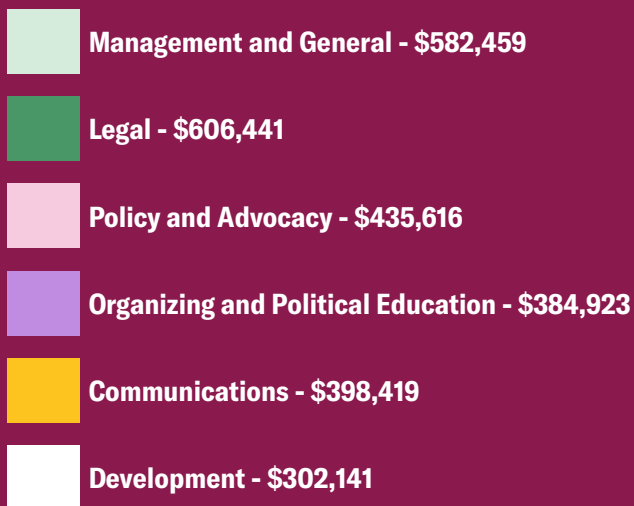 Management and General - $582,459
Legal - $606,441
Policy and Advocacy - $435,616
Organizing and Political Education - $384,923
Communications - $398,419
Development - $302,141